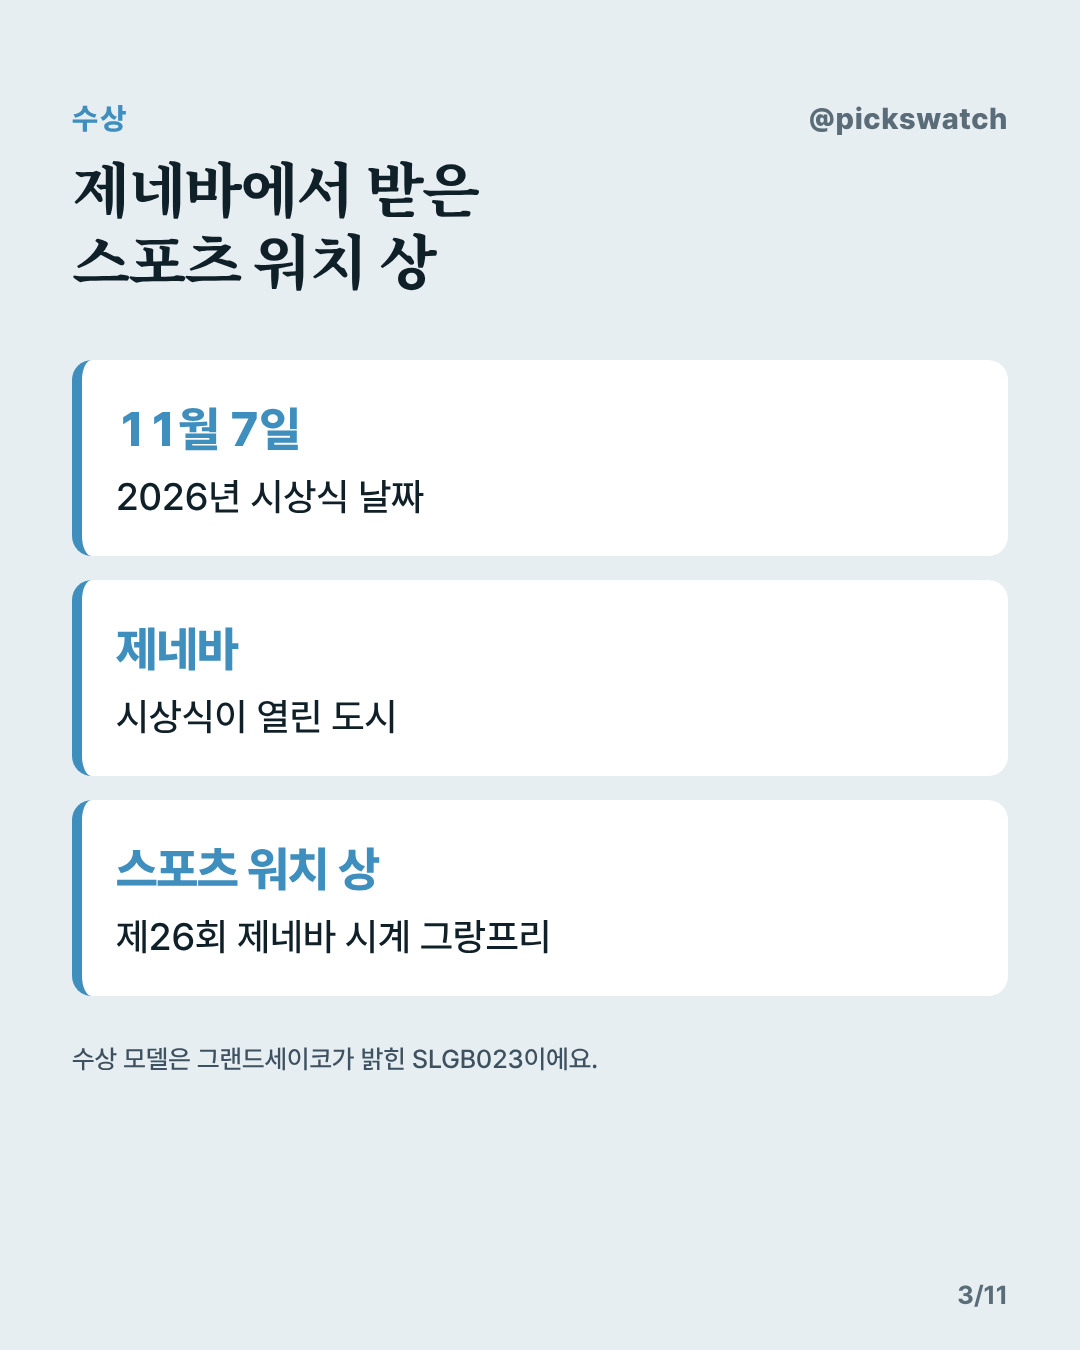 수상
@pickswatch
제네바에서 받은
스포츠 워치 상
11월 7일
2026년 시상식 날짜
제네바
시상식이 열린 도시
스포츠 워치 상
제26회 제네바 시계 그랑프리
수상 모델은 그랜드세이코가 밝힌 SLGB023이에요.
3/11